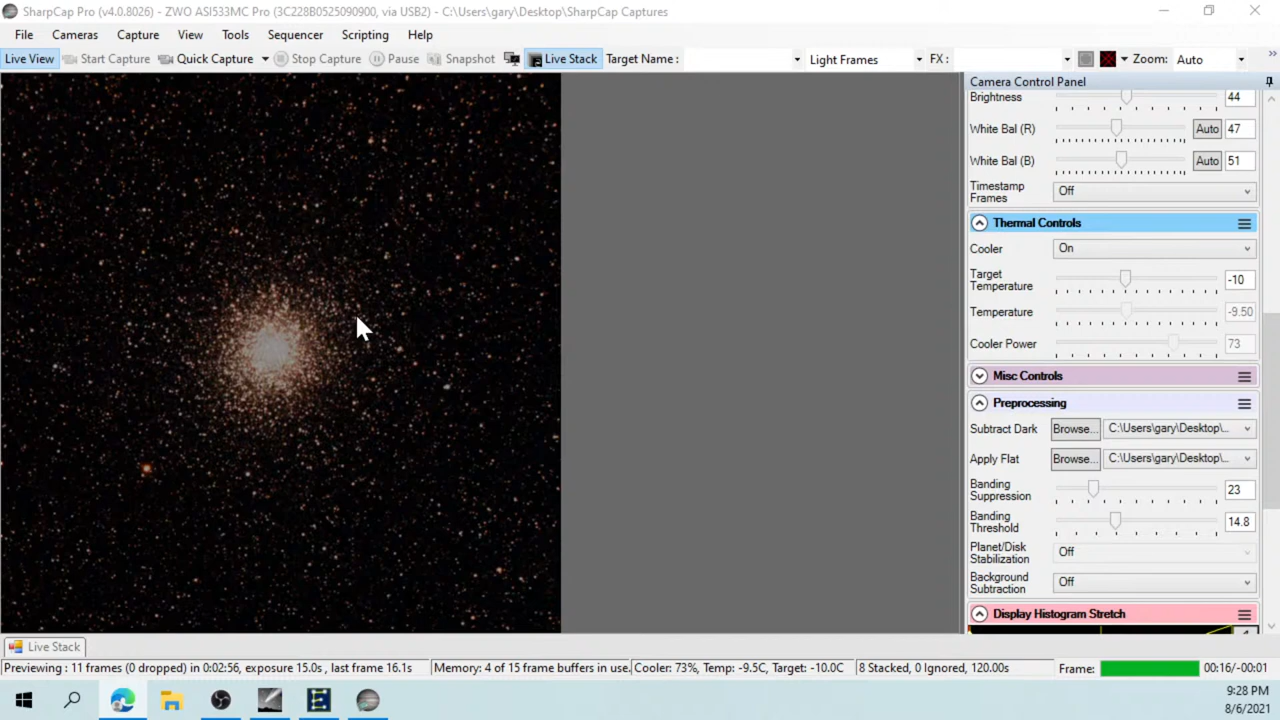 SharpCap Pro (v4.0.8026) - ZWO ASI533MC Pro (3C228B0525090900, via USB2) - C:\Users\gary\Desktop\SharpCap Captures
File Cameras Capture View Tools Sequencer Scripting Help
Live View Start Capture Quick Capture Stop Capture Pause Snapshot Live Stack Target Name : Light Frames FX : Zoom: Auto
Camera Control Panel
Brightness 44
White Bal (R) Auto 47
White Bal (B) Auto 51
Timestamp
Frames Off
Thermal Controls
Cooler On
Target
Temperature -10
Temperature -9.50
Cooler Power 73
Misc Controls
Preprocessing
Subtract Dark Browse... C:\Users\gary\Desktop\...
Apply Flat Browse... C:\Users\gary\Desktop\...
Banding
Suppression 23
Banding
Threshold 14.8
Planet/Disk
Stabilization Off
Background
Subtraction Off
Display Histogram Stretch
Live Stack
Previewing : 11 frames (0 dropped) in 0:02:56, exposure 15.0s , last frame 16.1s Memory: 4 of 15 frame buffers in use. Cooler: 73%, Temp: -9.5C, Target: -10.0C 8 Stacked, 0 Ignored, 120.00s Frame: 00:16/-00:01
9:28 PM
8/6/2021